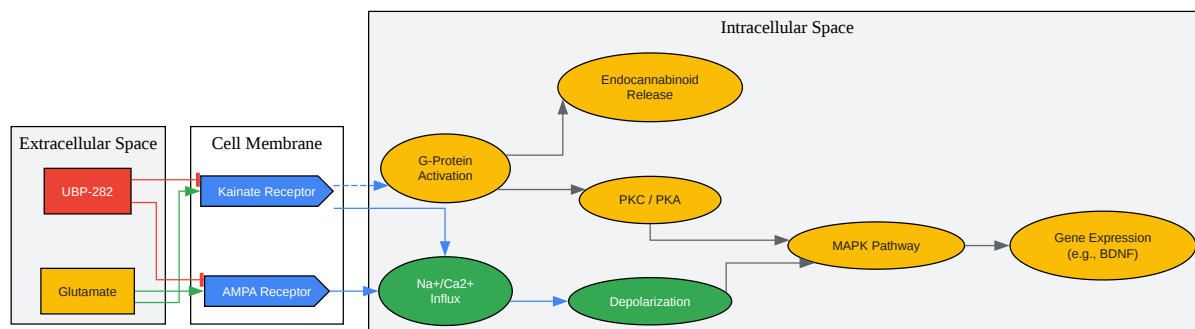 Intracellular Space
Endocannabinoid
Release
Extracellular Space
Cell Membrane
G-Protein
Activation
UBP-282
Kainate Receptor
PKC / PKA
MAPK Pathway
Gene Expression
(e.g., BDNF)
Glutamate
AMPA Receptor
Na+/Ca2+
Influx
Depolarization